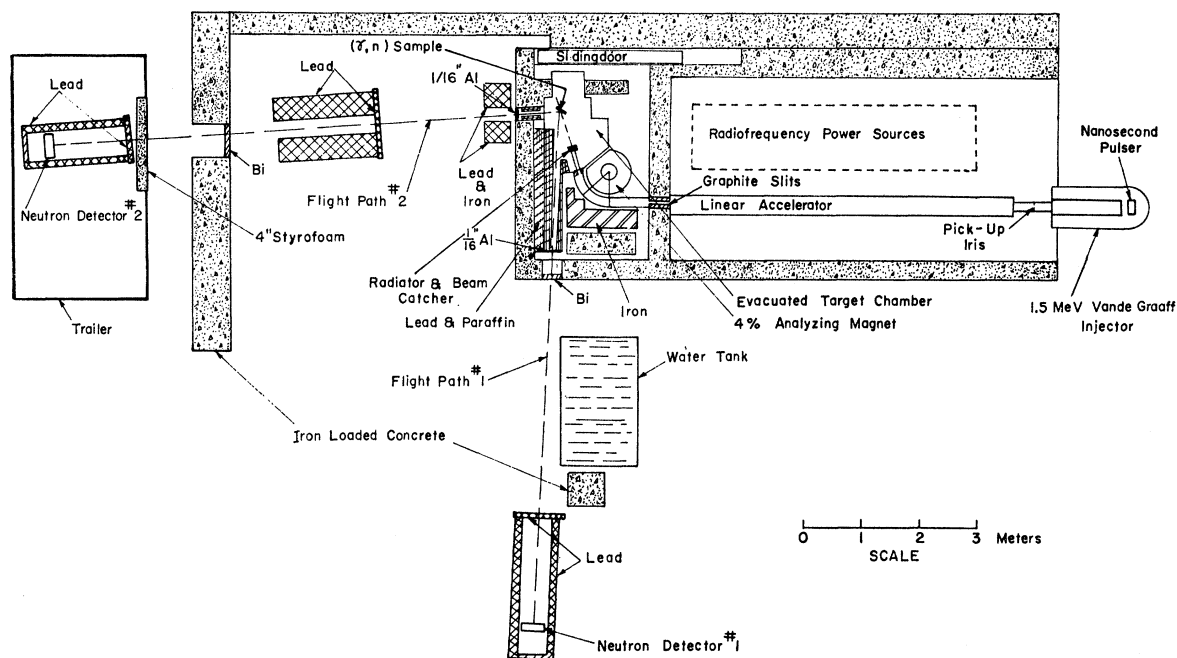 (γ,n) Sample
Slidingdoor
Lead
1/16" Al
Lead
Radiofrequency Power Sources
Nanosecond
Pulser
Bi
Flight Path #2
Lead
&
Iron
Graphite Slits
Linear Accelerator
Neutron Detector #2
4" Styrofoam
1/16" Al
Pick-Up
Iris
Radiator & Beam
Catcher
Lead & Paraffin
Bi
Iron
Evacuated Target Chamber
4% Analyzing Magnet
1.5 MeV Vande Graaff
Injector
Trailer
Flight Path #1
Water Tank
Iron Loaded Concrete
Lead
0 1 2 3 Meters
SCALE
Neutron Detector #1